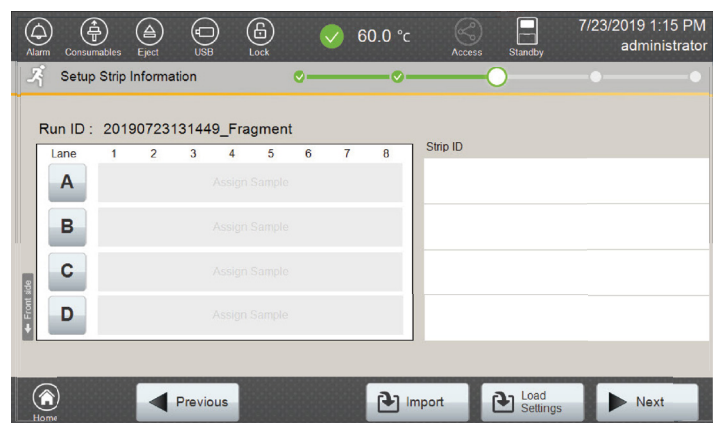 Alarm Consumables Eject USB Lock 60.0 °c Access Standby 7/23/2019 1:15 PM
administrator
Setup Strip Information
Run ID : 20190723131449_Fragment
Lane 1 2 3 4 5 6 7 8 Strip ID
A Assign Sample
B Assign Sample
C Assign Sample
D Assign Sample
Front side
Home Previous Import Load Settings Next